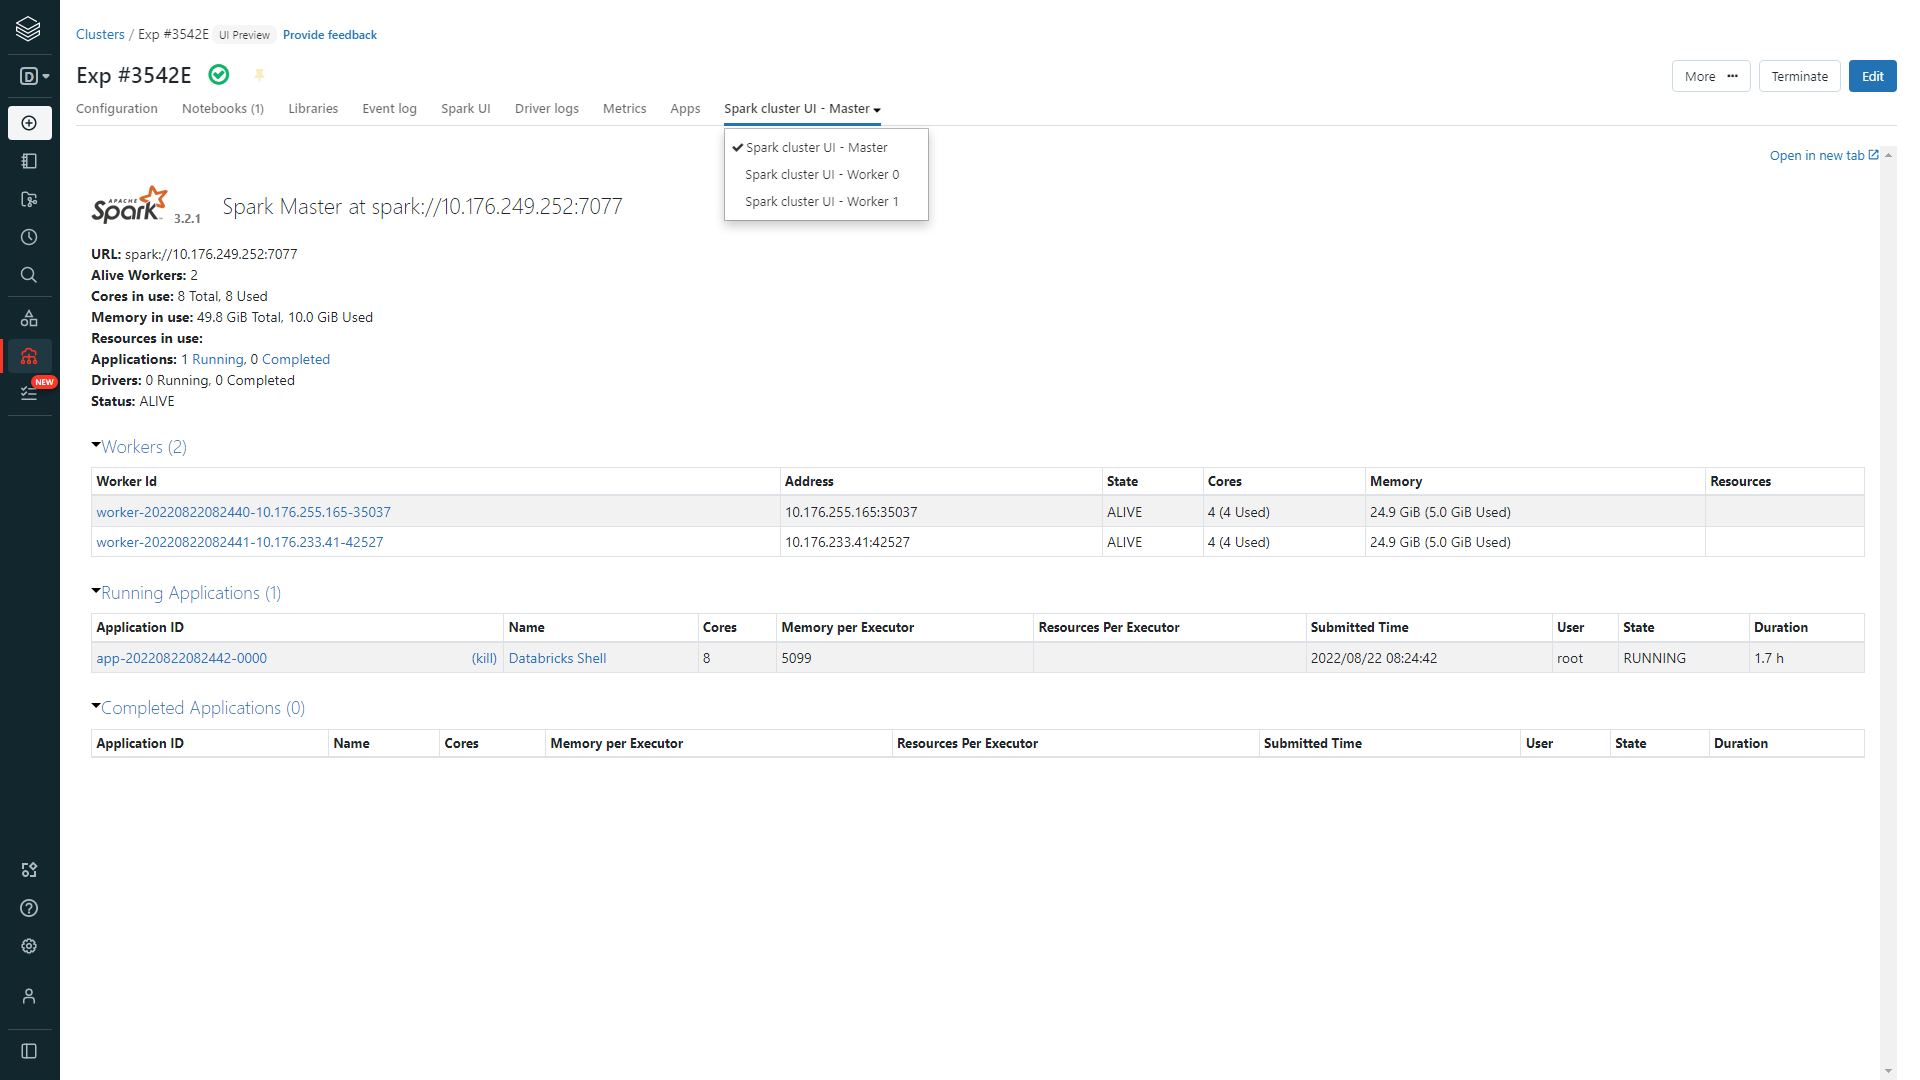 Clusters / Exp #3542E UI Preview Provide feedback
D
Exp #3542E
More ••• Terminate Edit
Configuration Notebooks (1) Libraries Event log Spark UI Driver logs Metrics Apps Spark cluster UI - Master
Spark cluster UI - Master
Spark cluster UI - Worker 0
Spark cluster UI - Worker 1
Open in new tab
APACHE Spark 3.2.1 Spark Master at spark://10.176.249.252:7077
URL: spark://10.176.249.252:7077
Alive Workers: 2
Cores in use: 8 Total, 8 Used
Memory in use: 49.8 GiB Total, 10.0 GiB Used
Resources in use:
Applications: 1 Running, 0 Completed
Drivers: 0 Running, 0 Completed
Status: ALIVE
NEW
Workers (2)
Worker Id Address State Cores Memory Resources
worker-20220822082440-10.176.255.165-35037 10.176.255.165:35037 ALIVE 4 (4 Used) 24.9 GiB (5.0 GiB Used)
worker-20220822082441-10.176.233.41-42527 10.176.233.41:42527 ALIVE 4 (4 Used) 24.9 GiB (5.0 GiB Used)
Running Applications (1)
Application ID Name Cores Memory per Executor Resources Per Executor Submitted Time User State Duration
app-20220822082442-0000 (kill) Databricks Shell 8 5099 2022/08/22 08:24:42 root RUNNING 1.7 h
Completed Applications (0)
Application ID Name Cores Memory per Executor Resources Per Executor Submitted Time User State Duration